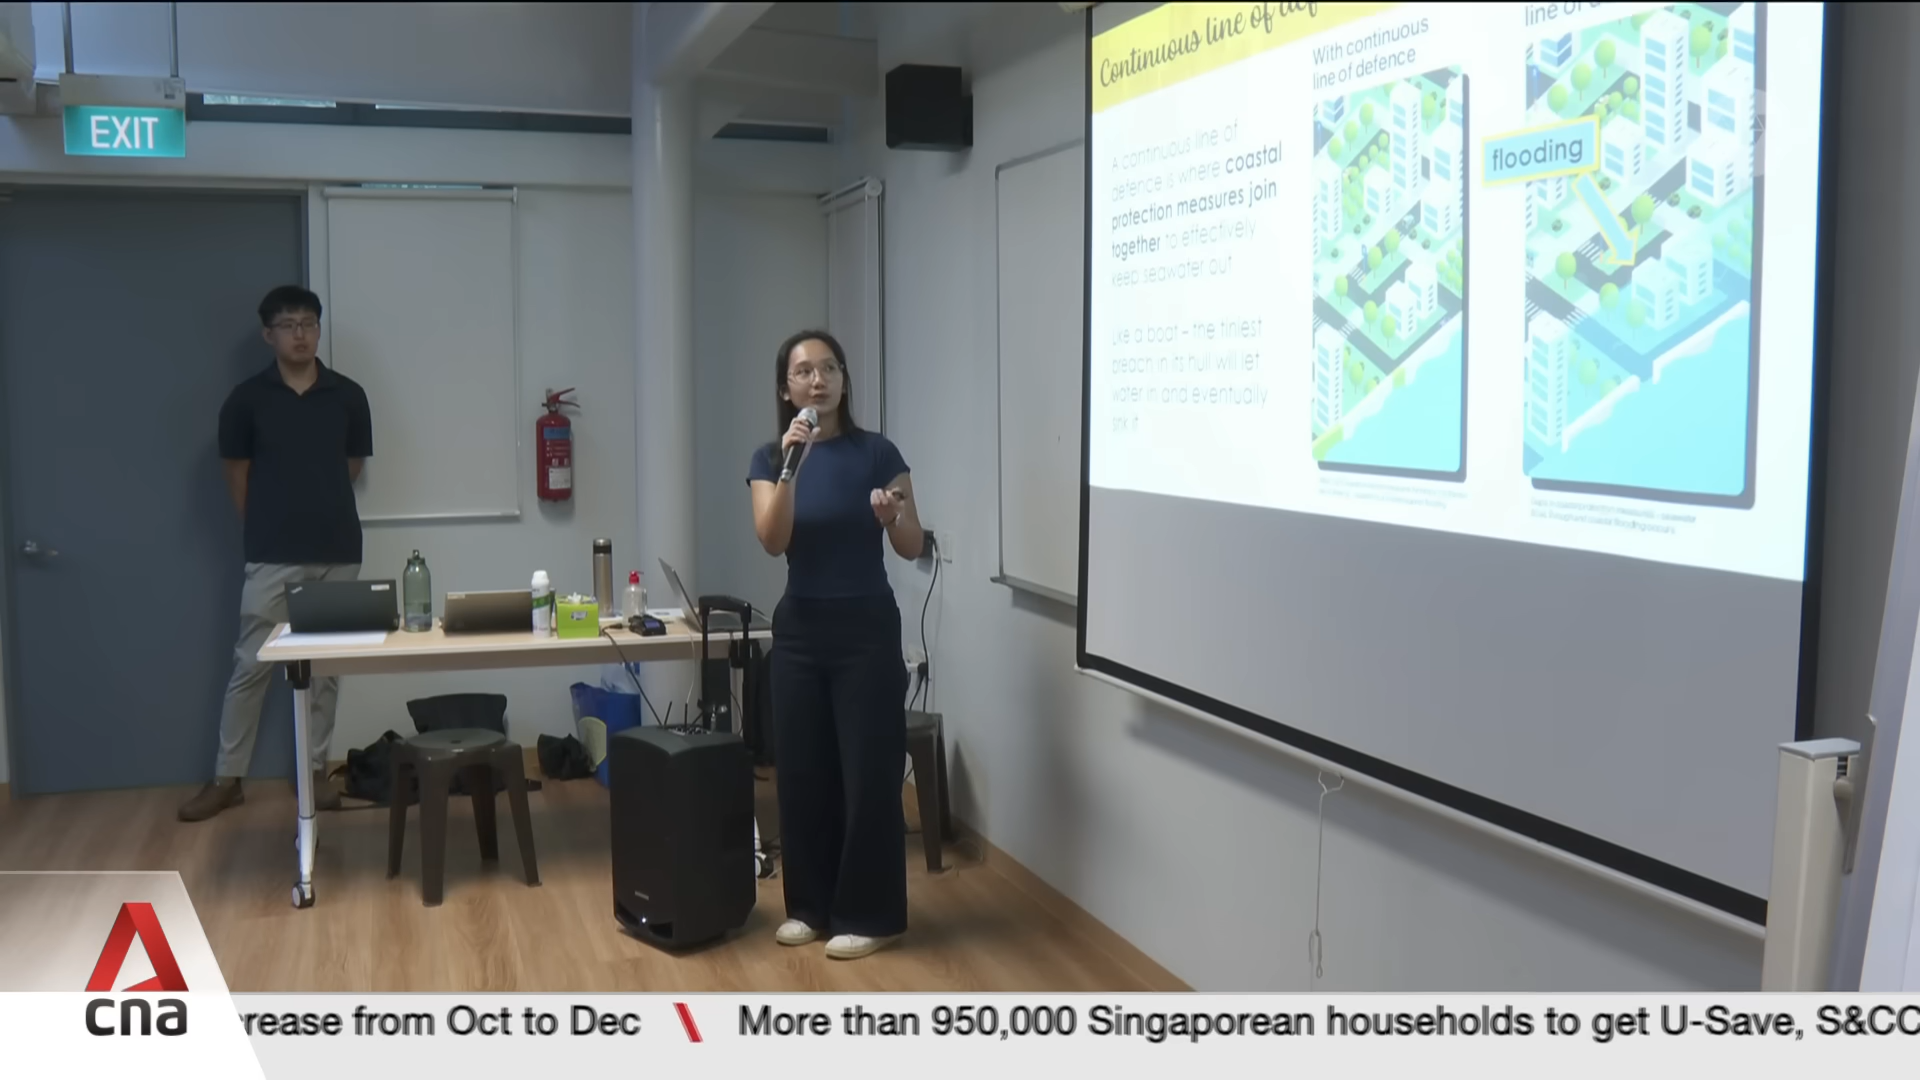 EXIT
Continuous line of
With continuous
line of defence
line of
flooding
A continuous line of
defence is where coastal
protection measures join
together to effectively
keep seawater out
Like a boat – the tiniest
breach in its hull will let
water in and eventually
sink it
cna
crease from Oct to Dec
More than 950,000 Singaporean households to get U-Save, S&CC